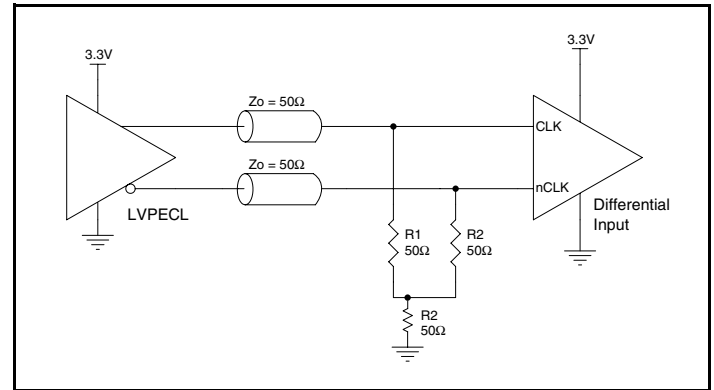 3.3V
3.3V
Zo = 50Ω
CLK
Zo = 50Ω
nCLK
LVPECL
Differential
Input
R1
50Ω
R2
50Ω
R2
50Ω